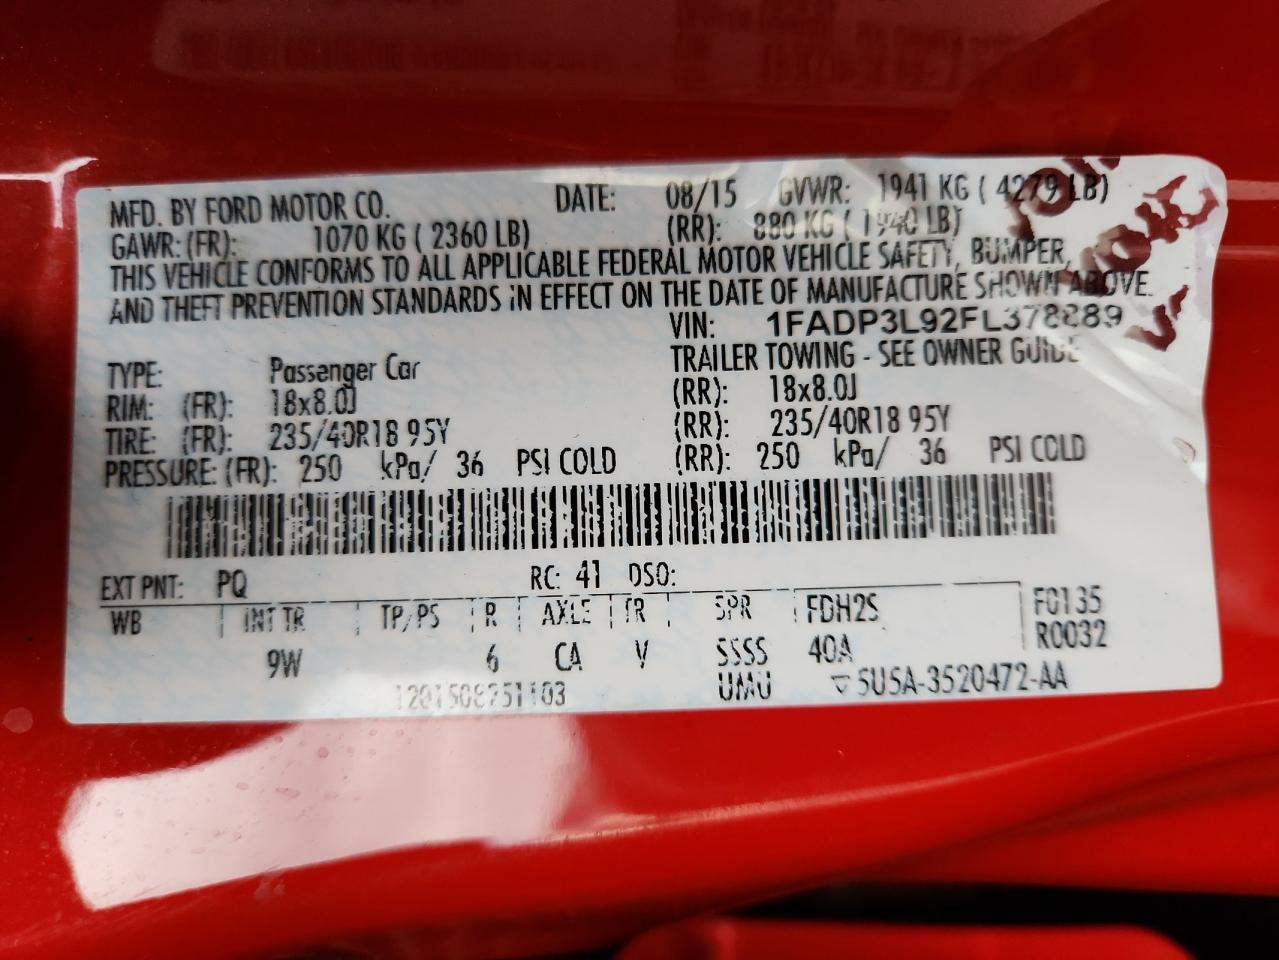 MFD. BY FORD MOTOR CO. DATE: 08/15 GVWR: 1941 KG ( 4279 LB)
GAWR: (FR): 1070 KG ( 2360 LB) (RR): 880 KG ( 1940 LB)
THIS VEHICLE CONFORMS TO ALL APPLICABLE FEDERAL MOTOR VEHICLE SAFETY, BUMPER,
AND THEFT PREVENTION STANDARDS IN EFFECT ON THE DATE OF MANUFACTURE SHOWN ABOVE.
VIN: 1FADP3L92FL378889
TYPE: Passenger Car TRAILER TOWING - SEE OWNER GUIDE
RIM: (FR): 18x8.0J (RR): 18x8.0J
TIRE: (FR): 235/40R18 95Y (RR): 235/40R18 95Y
PRESSURE: (FR): 250 kPa/ 36 PSI COLD (RR): 250 kPa/ 36 PSI COLD
EXT PNT: PQ RC: 41 DSO:
WB INT TR TP/PS R AXLE TR SPR FDH2S F0135
9W 6 CA V SSSS 40A R0032
UMU ▽5U5A-3520472-AA